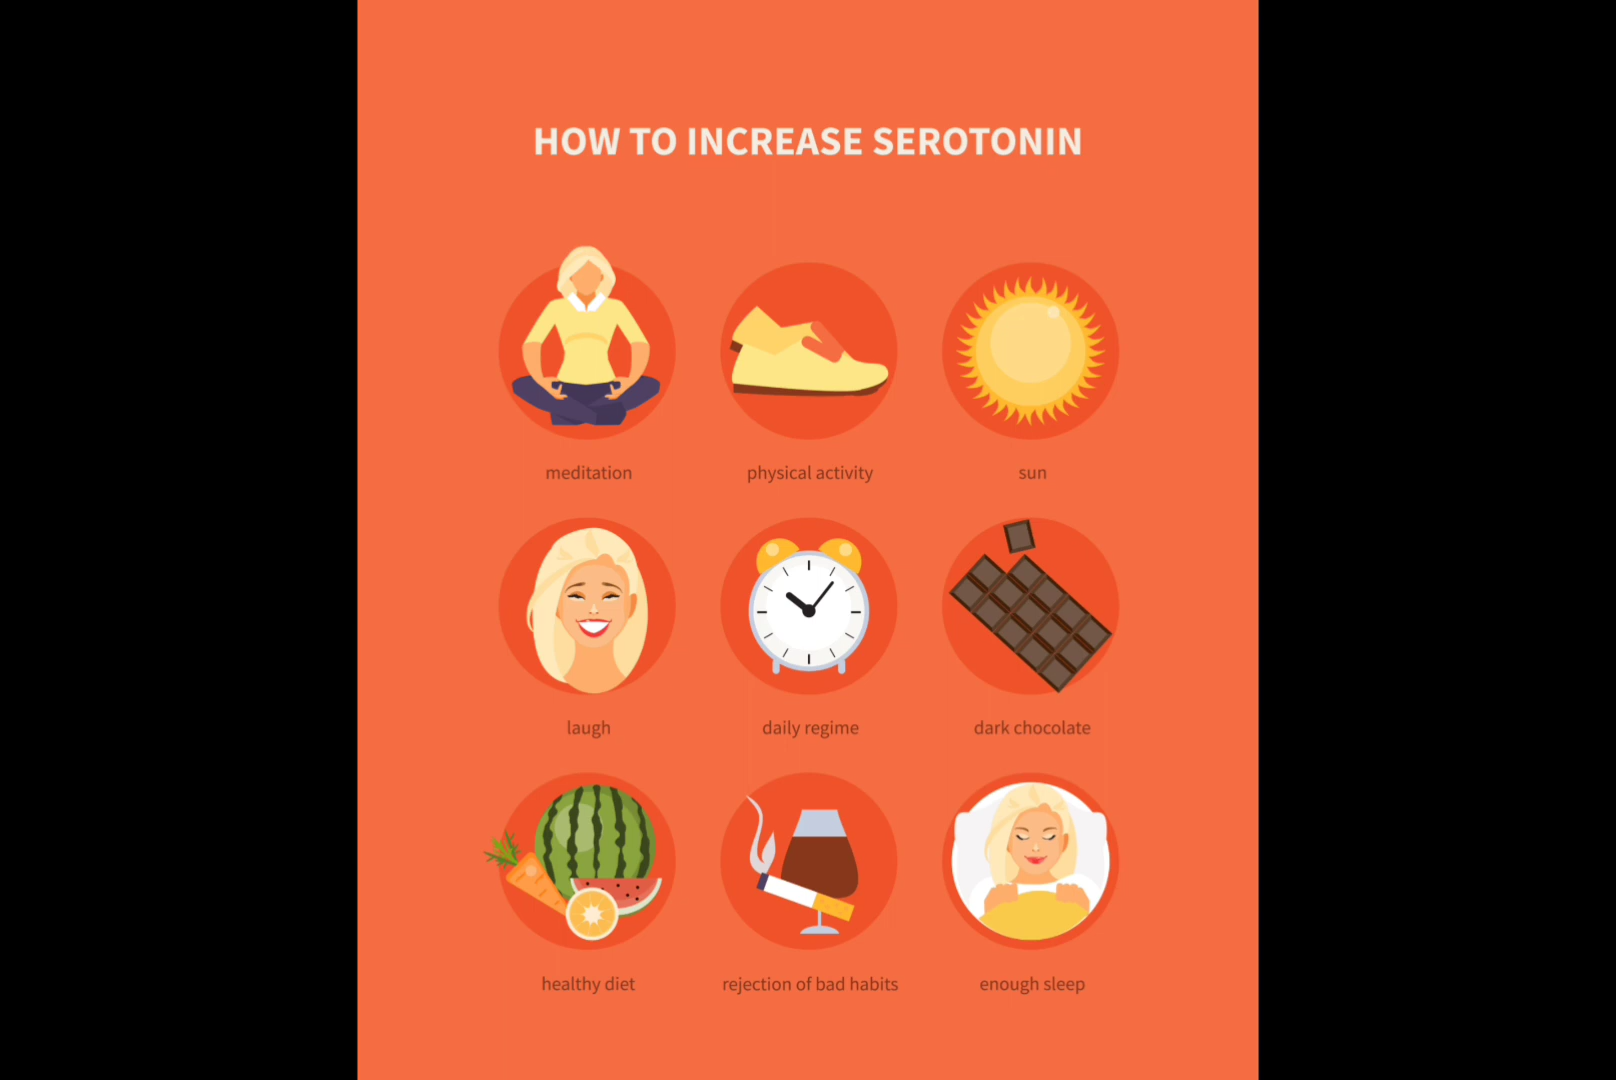 HOW TO INCREASE SEROTONIN
meditation
physical activity
sun
laugh
daily regime
dark chocolate
healthy diet
rejection of bad habits
enough sleep